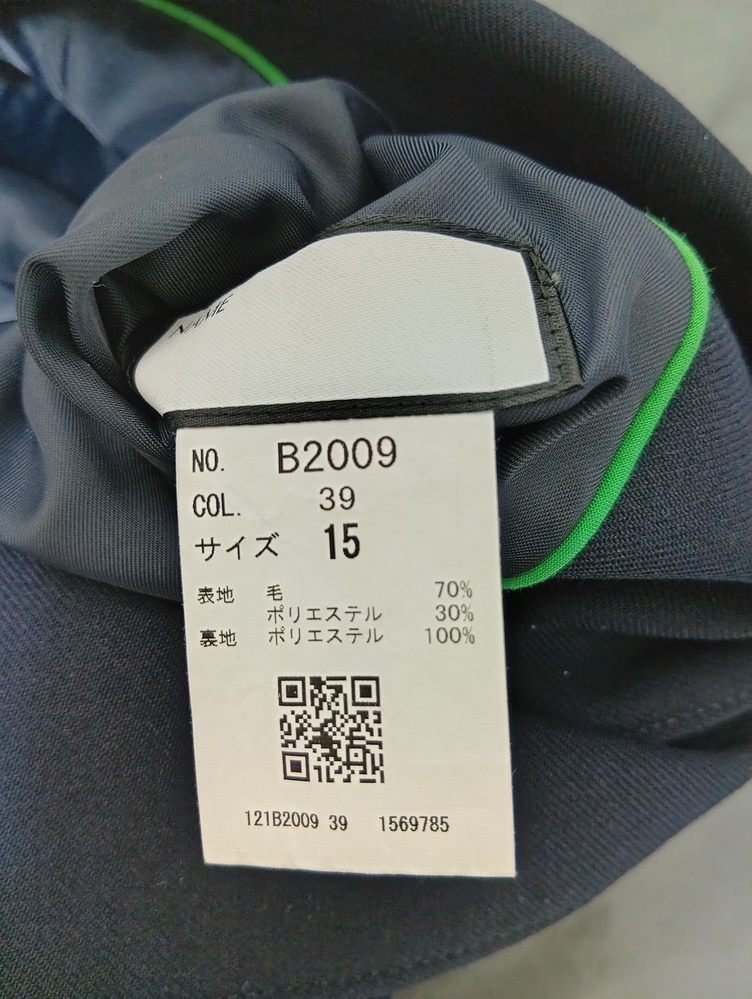 NAME
NO. B2009
COL. 39
サイズ 15
表地 毛 70%
ポリエステル 30%
裏地 ポリエステル 100%
121B2009 39 1569785